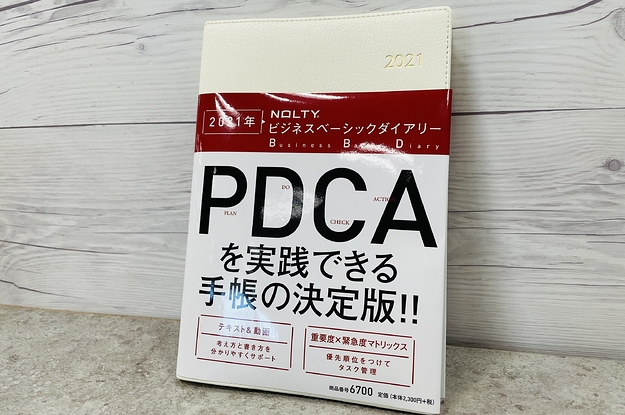 2021
2021年
NOLTY
ビジネスベーシックダイアリー
Business Basic Diary
PDCA
PLAN
DO
CHECK
ACTION
を実践できる
手帳の決定版!!
テキスト&動画
考え方と書き方を
分かりやすくサポート
重要度×緊急度マトリックス
優先順位をつけて
タスク管理
商品番号6700 定価(本体2,300円+税)